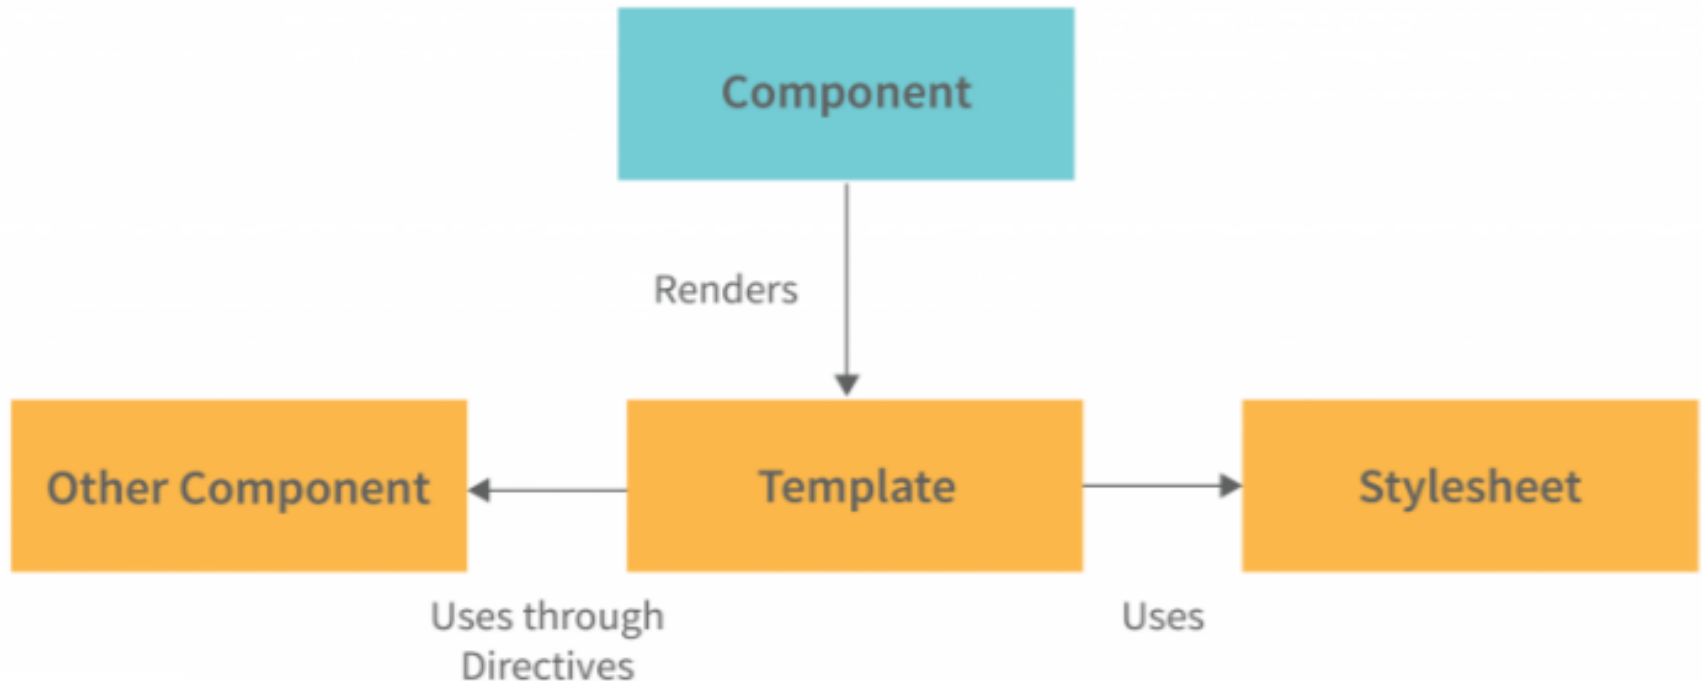 Component
Renders
Other Component
Template
Stylesheet
Uses through
Directives
Uses